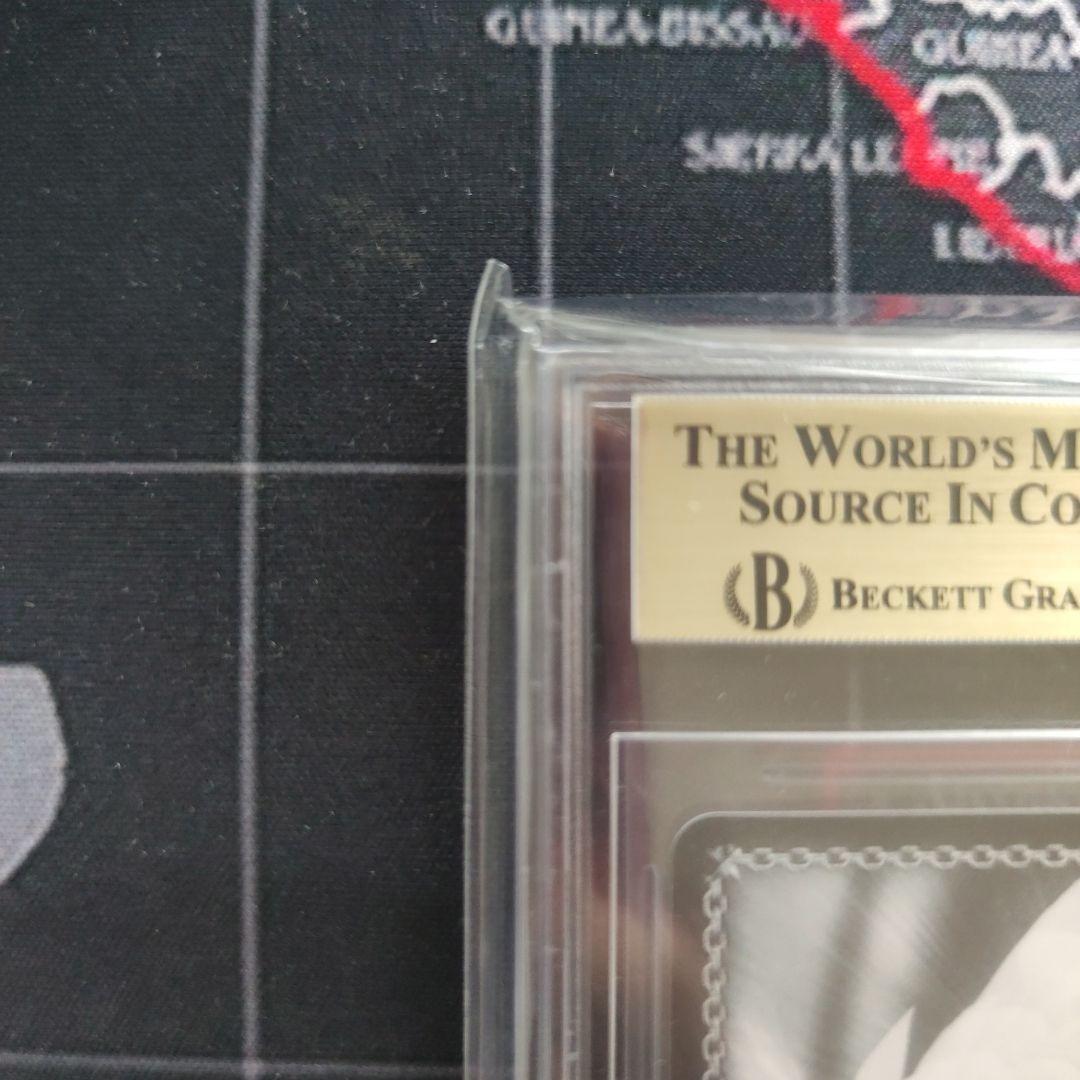 GUINEA-BISSAU
GUINEA
SIERRA LEONE
THE WORLD'S M
SOURCE IN CO
B
BECKETT GRA